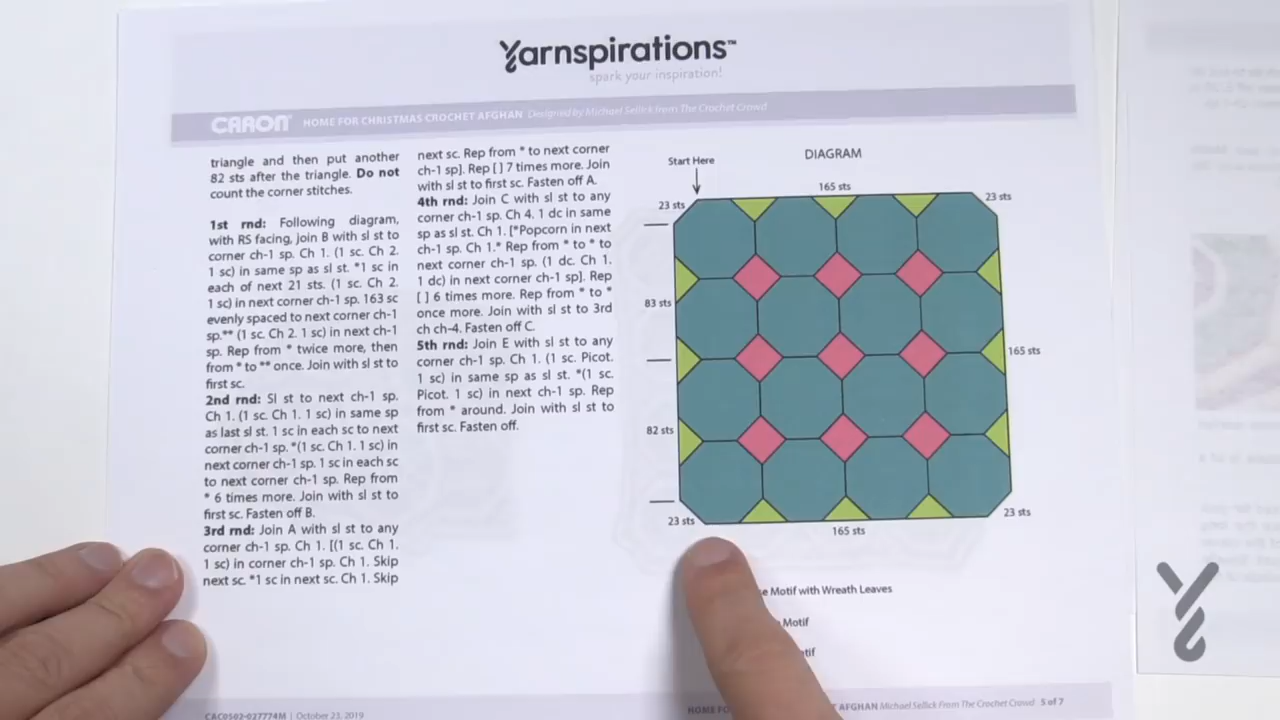 Yarnspirations™
spark your inspiration!
CARON® HOME FOR CHRISTMAS CROCHET AFGHAN Designed by Michael Sellick from The Crochet Crowd
triangle and then put another
82 sts after the triangle. Do not
count the corner stitches.
1st rnd: Following diagram,
with RS facing, join B with sl st to
corner ch-1 sp. Ch 1. (1 sc. Ch 2.
1 sc) in same sp as sl st. *1 sc in
each of next 21 sts. (1 sc. Ch 2.
1 sc) in next corner ch-1 sp. 163 sc
evenly spaced to next corner ch-1
sp.** (1 sc. Ch 2. 1 sc) in next ch-1
sp. Rep from * twice more, then
from * to ** once. Join with sl st to
first sc.
2nd rnd: Sl st to next ch-1 sp.
Ch 1. (1 sc. Ch 1. 1 sc) in same sp
as last sl st. 1 sc in each sc to next
corner ch-1 sp. *(1 sc. Ch 1. 1 sc) in
next corner ch-1 sp. 1 sc in each sc
to next corner ch-1 sp. Rep from
* 6 times more. Join with sl st to
first sc. Fasten off B.
3rd rnd: Join A with sl st to any
corner ch-1 sp. Ch 1. [(1 sc. Ch 1.
1 sc) in corner ch-1 sp. Ch 1. Skip
next sc. *1 sc in next sc. Ch 1. Skip
next sc. Rep from * to next corner
ch-1 sp]. Rep [ ] 7 times more. Join
with sl st to first sc. Fasten off A.
4th rnd: Join C with sl st to any
corner ch-1 sp. Ch 4. 1 dc in same
sp as sl st. Ch 1. [*Popcorn in next
ch-1 sp. Ch 1.* Rep from * to * to
next corner ch-1 sp. (1 dc. Ch 1.
1 dc) in next corner ch-1 sp]. Rep
[ ] 6 times more. Rep from * to *
once more. Join with sl st to 3rd
ch ch-4. Fasten off C.
5th rnd: Join E with sl st to any
corner ch-1 sp. Ch 1. (1 sc. Picot.
1 sc) in same sp as sl st. *(1 sc.
Picot. 1 sc) in next ch-1 sp. Rep
from * around. Join with sl st to
first sc. Fasten off.
DIAGRAM
Start Here
165 sts
23 sts
23 sts
83 sts
165 sts
82 sts
23 sts
23 sts
165 sts
Motif with Wreath Leaves
Motif
CAC0502-027774M | October 23, 2019
AFGHAN Michael Sellick From The Crochet Crowd 5 of 7